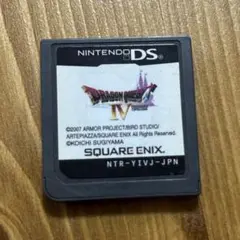 NINTENDO DS
DRAGON QUEST
IV
©2007 ARMOR PROJECT/BIRD STUDIO/
ARTEPIAZZA/SQUARE ENIX All Rights Reserved.
©KOICHI SUGIYAMA
SQUARE ENIX.
NTR-YIVJ-JPN